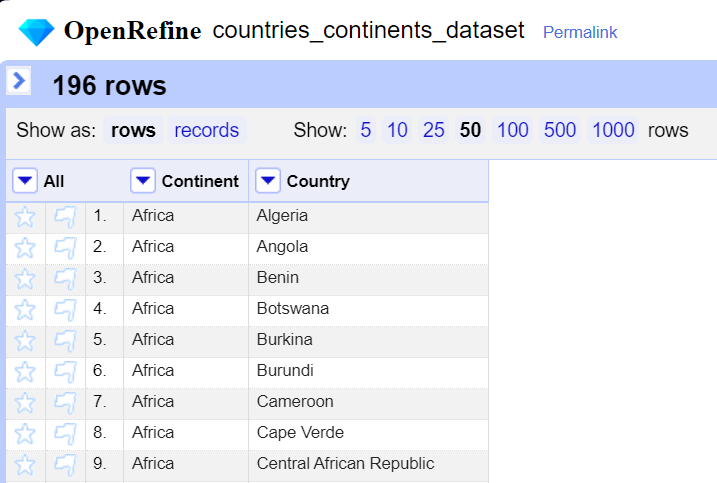 OpenRefine countries_continents_dataset Permalink
196 rows
Show as: rows records Show: 5 10 25 50 100 500 1000 rows
All Continent Country
1. Africa Algeria
2. Africa Angola
3. Africa Benin
4. Africa Botswana
5. Africa Burkina
6. Africa Burundi
7. Africa Cameroon
8. Africa Cape Verde
9. Africa Central African Republic